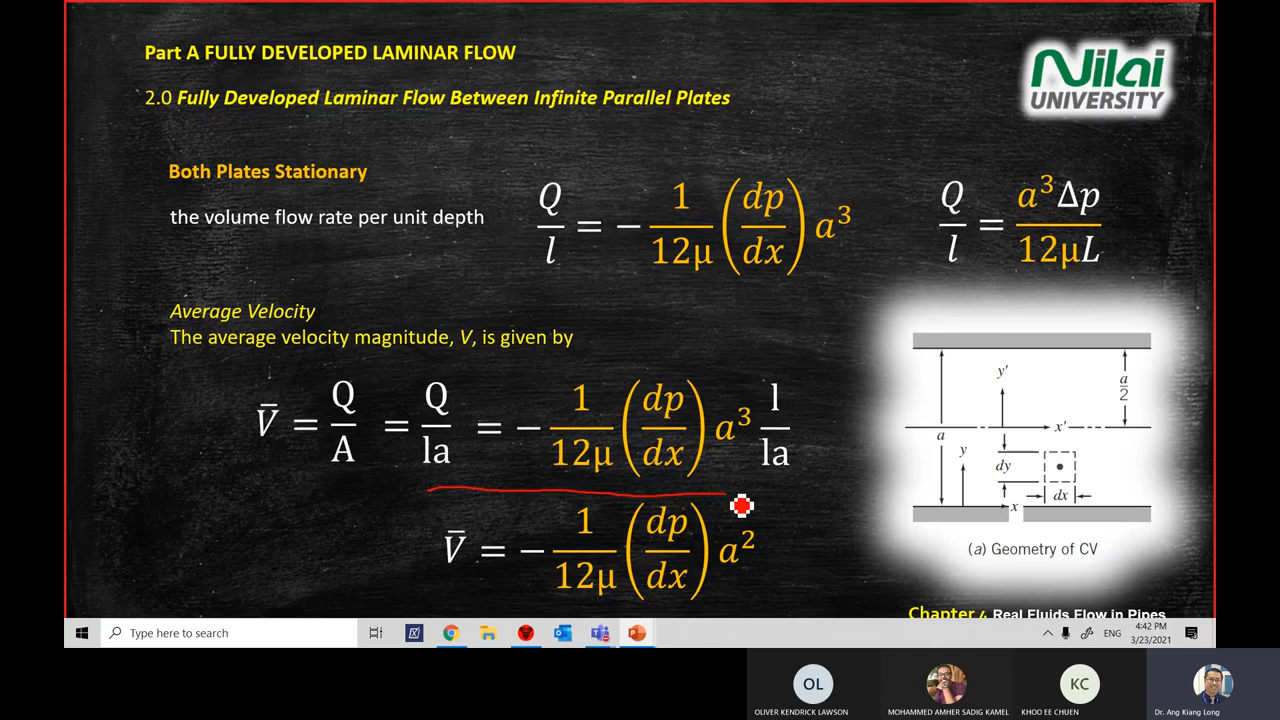 Part A FULLY DEVELOPED LAMINAR FLOW
2.0 Fully Developed Laminar Flow Between Infinite Parallel Plates
Nilai
UNIVERSITY
Both Plates Stationary
the volume flow rate per unit depth
Q/l = − 1/12μ (dp/dx) a³
Q/l = a³Δp/12μL
Average Velocity
The average velocity magnitude, V, is given by
V̄ = Q/A = Q/la = − 1/12μ (dp/dx) a³ l/la
V̄ = − 1/12μ (dp/dx) a²
y'
a/2
x'
a
y
dy
dx
x
(a) Geometry of CV
Chapter 4 Real Fluids Flow in Pipes
Type here to search
ENG
4:42 PM
3/23/2021
OL
KC
OLIVER KENDRICK LAWSON
MOHAMMED AMHER SADIG KAMEL
KHOO EE CHUEN
Dr. Ang Kiang Long